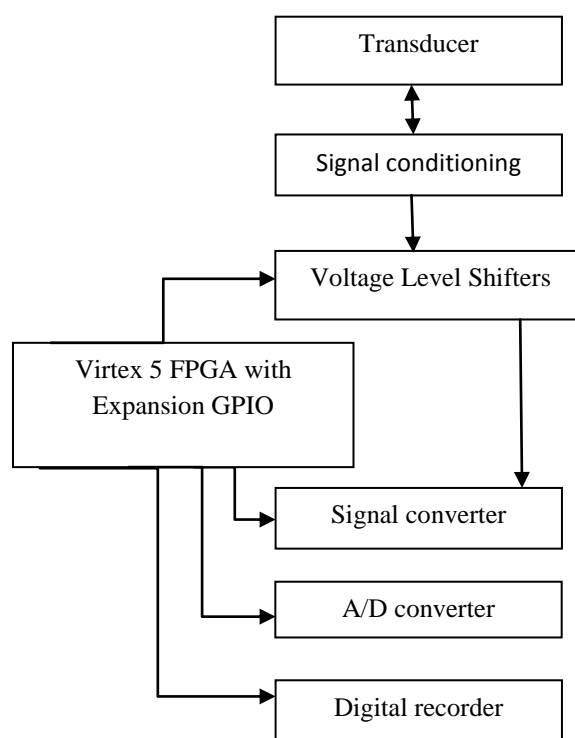 Transducer
Signal conditioning
Voltage Level Shifters
Virtex 5 FPGA with
Expansion GPIO
Signal converter
A/D converter
Digital recorder